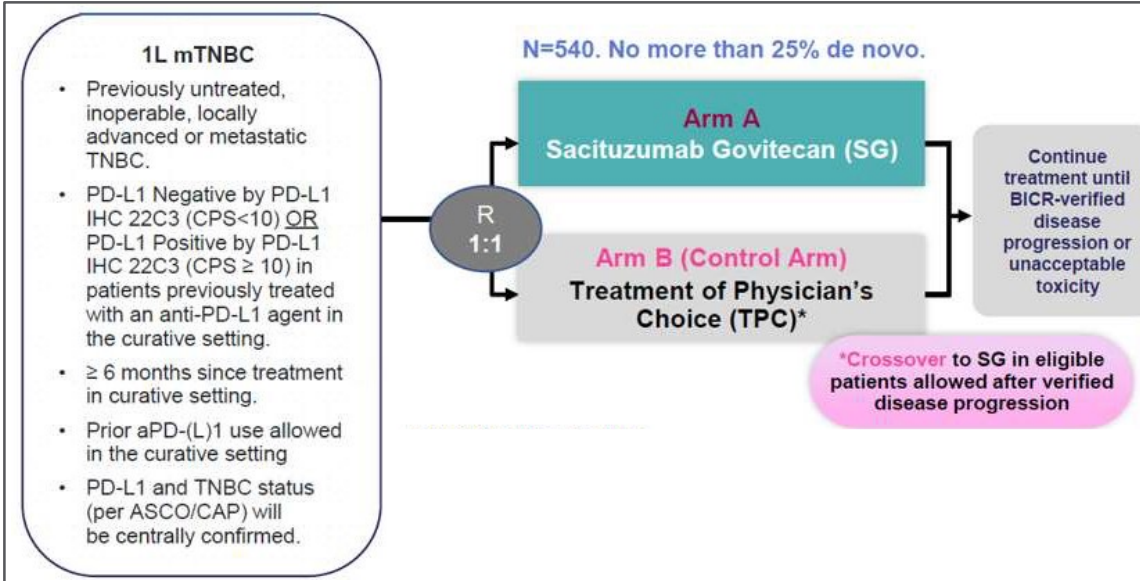 1L mTNBC
• Previously untreated,
inoperable, locally
advanced or metastatic
TNBC.
• PD-L1 Negative by PD-L1
IHC 22C3 (CPS<10) OR
PD-L1 Positive by PD-L1
IHC 22C3 (CPS ≥ 10) in
patients previously treated
with an anti-PD-L1 agent in
the curative setting.
• ≥ 6 months since treatment
in curative setting.
• Prior aPD-(L)1 use allowed
in the curative setting
• PD-L1 and TNBC status
(per ASCO/CAP) will
be centrally confirmed.
R
1:1
N=540. No more than 25% de novo.
Arm A
Sacituzumab Govitecan (SG)
Arm B (Control Arm)
Treatment of Physician's
Choice (TPC)*
Continue
treatment until
BICR-verified
disease
progression or
unacceptable
toxicity
*Crossover to SG in eligible
patients allowed after verified
disease progression